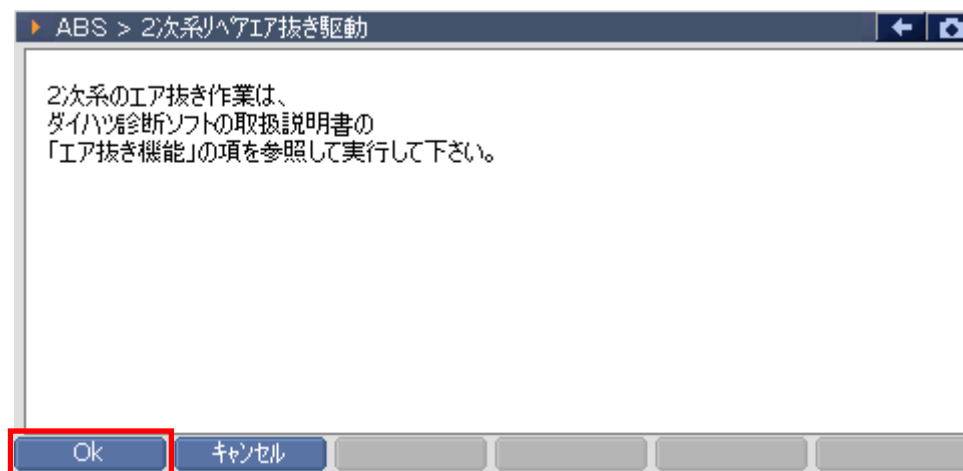 ABS > 2次系ﾘﾍﾟｱｴｱ抜き駆動
2次系のエア抜き作業は、
ダイハツ診断ソフトの取扱説明書の
「エア抜き機能」の項を参照して実行して下さい。
Ok
キャンセル